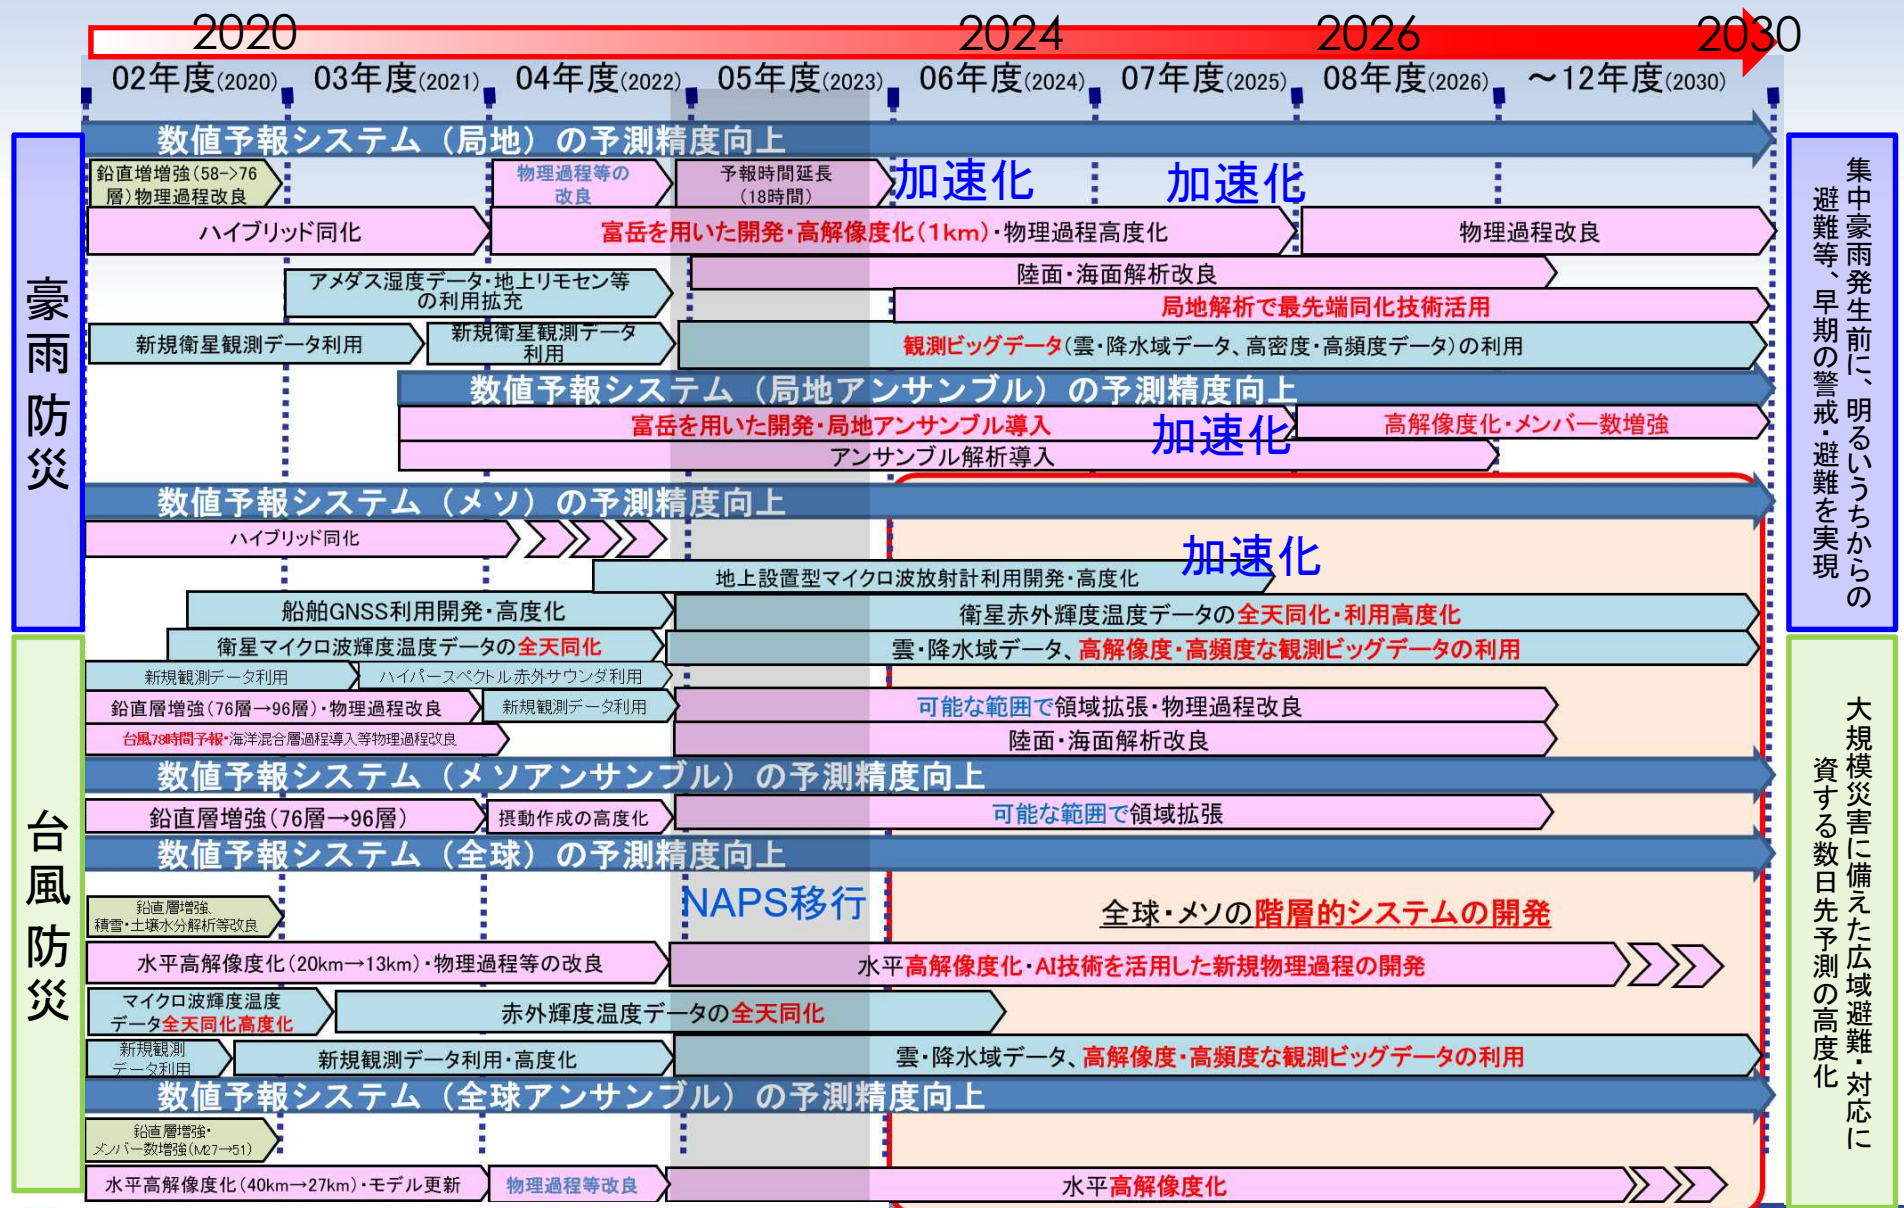 2020
2024
2026
2030
02年度(2020)
03年度(2021)
04年度(2022)
05年度(2023)
06年度(2024)
07年度(2025)
08年度(2026)
～12年度(2030)
豪雨防災
台風防災
数値予報システム（局地）の予測精度向上
鉛直増増強(58->76
層)物理過程改良
物理過程等の
改良
予報時間延長
(18時間)
加速化
加速化
ハイブリッド同化
富岳を用いた開発・高解像度化(1km)・物理過程高度化
物理過程改良
アメダス湿度データ・地上リモセン等
の利用拡充
陸面・海面解析改良
局地解析で最先端同化技術活用
新規衛星観測データ利用
新規衛星観測データ
利用
観測ビッグデータ(雲・降水域データ、高密度・高頻度データ)の利用
数値予報システム（局地アンサンブル）の予測精度向上
富岳を用いた開発・局地アンサンブル導入
加速化
高解像度化・メンバー数増強
アンサンブル解析導入
数値予報システム（メソ）の予測精度向上
ハイブリッド同化
加速化
地上設置型マイクロ波放射計利用開発・高度化
船舶GNSS利用開発・高度化
衛星赤外輝度温度データの全天同化・利用高度化
衛星マイクロ波輝度温度データの全天同化
雲・降水域データ、高解像度・高頻度な観測ビッグデータの利用
新規観測データ利用
ハイパースペクトル赤外サウンダ利用
鉛直層増強(76層→96層)・物理過程改良
新規観測データ利用
可能な範囲で領域拡張・物理過程改良
台風78時間予報・海洋混合層過程導入等物理過程改良
陸面・海面解析改良
数値予報システム（メソアンサンブル）の予測精度向上
鉛直層増強(76層→96層)
摂動作成の高度化
可能な範囲で領域拡張
数値予報システム（全球）の予測精度向上
NAPS移行
全球・メソの階層的システムの開発
鉛直層増強、
積雪・土壌水分解析等改良
水平高解像度化(20km→13km)・物理過程等の改良
水平高解像度化・AI技術を活用した新規物理過程の開発
マイクロ波輝度温度
データ全天同化高度化
赤外輝度温度データの全天同化
新規観測
データ利用
新規観測データ利用・高度化
雲・降水域データ、高解像度・高頻度な観測ビッグデータの利用
数値予報システム（全球アンサンブル）の予測精度向上
鉛直層増強・
メンバー数増強(M27→51)
水平高解像度化(40km→27km)・モデル更新
物理過程等改良
水平高解像度化
集中豪雨発生前に、明るいうちからの
避難等、早期の警戒・避難を実現
大規模災害に備えた広域避難・対応に
資する数日先予測の高度化